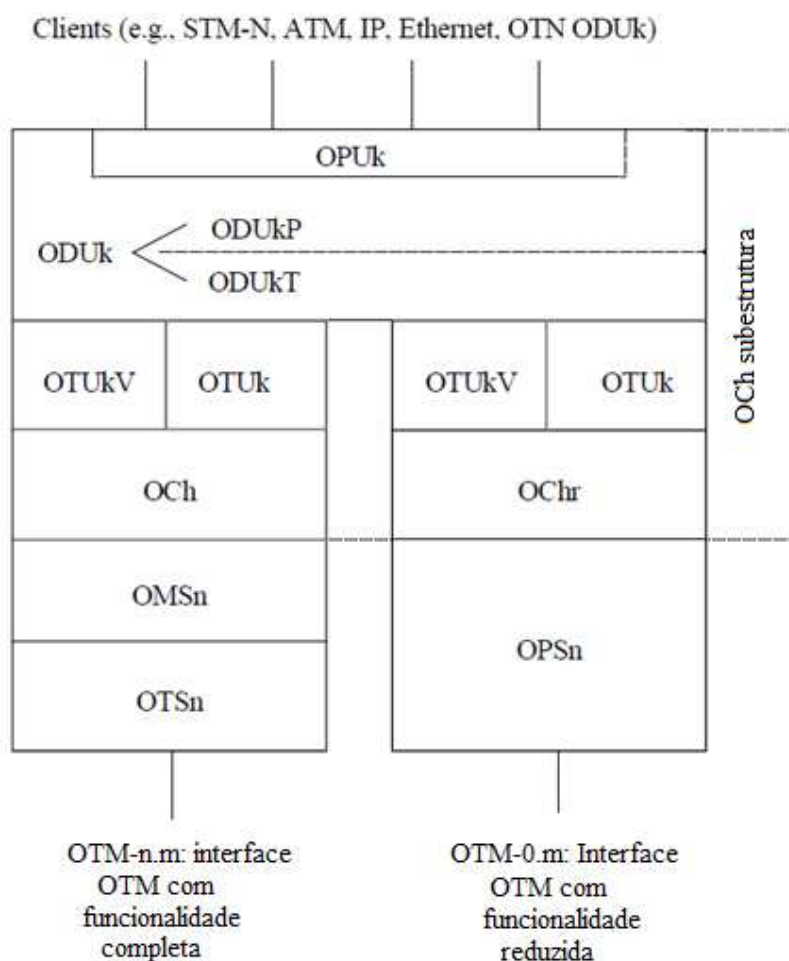 Clients (e.g., STM-N, ATM, IP, Ethernet, OTN ODUk)
OPUk
ODUkP
ODUk
ODUkT
OTUkV
OTUk
OTUkV
OTUk
OCh subestrutura
OCh
OChr
OMSn
OPSn
OTSn
OTM-n.m: interface
OTM com
funcionalidade
completa
OTM-0.m: Interface
OTM com
funcionalidade
reduzida